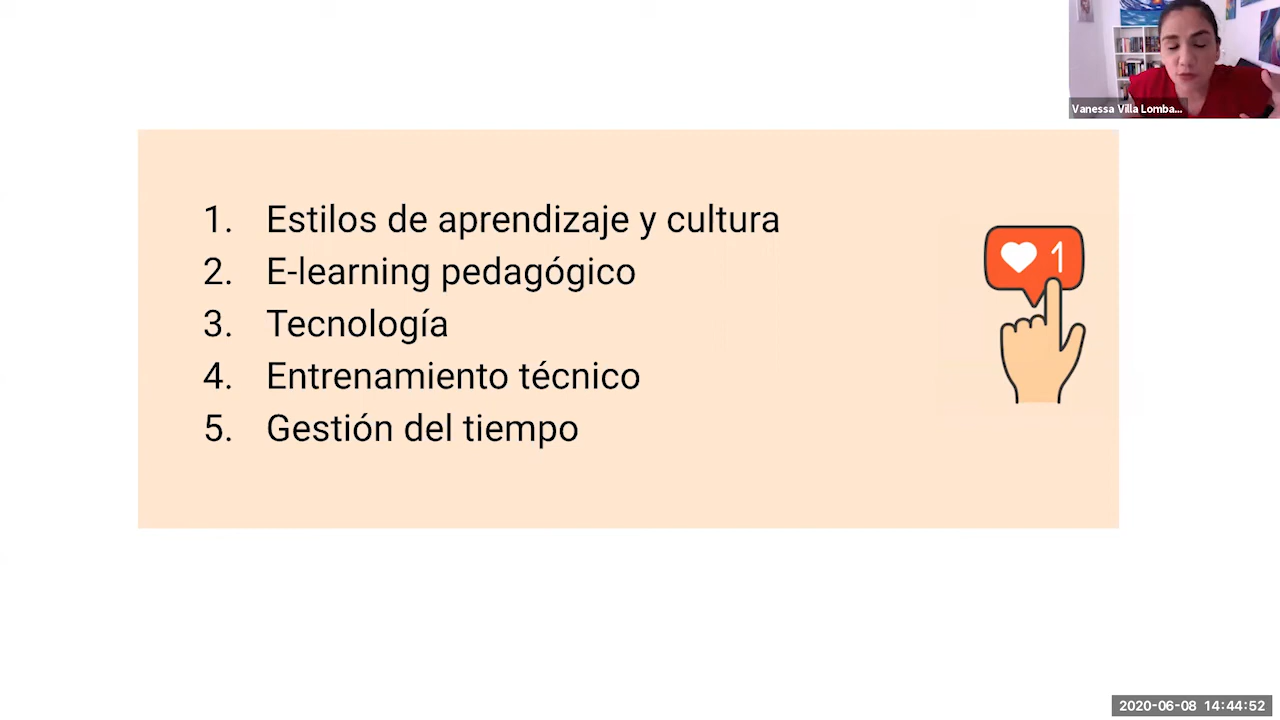 Vanessa Villa Lomba...
1. Estilos de aprendizaje y cultura
2. E-learning pedagógico
3. Tecnología
4. Entrenamiento técnico
5. Gestión del tiempo
1
2020-06-08 14:44:52